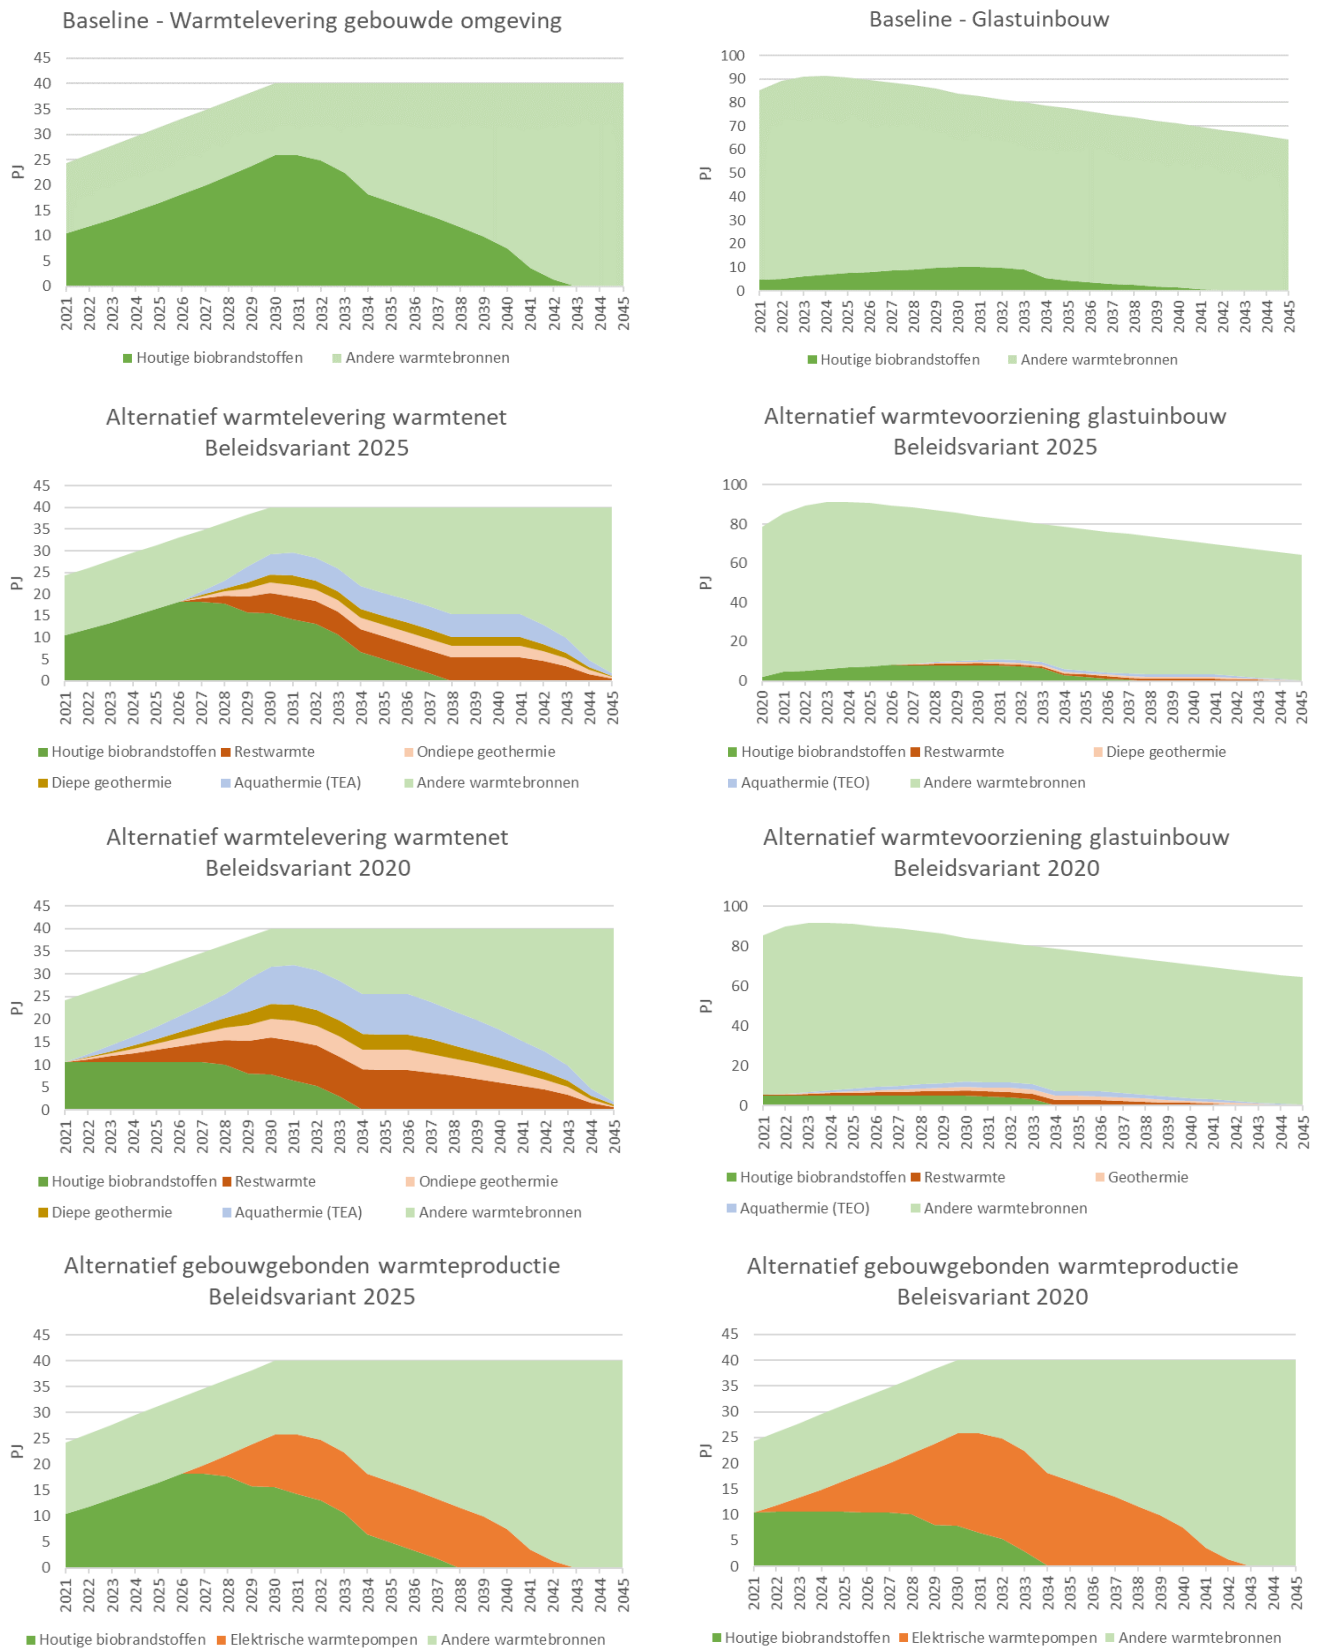 Baseline - Warmtelevering gebouwde omgeving
45
40
35
30
25
20
15
10
5
0
PJ
2021 2022 2023 2024 2025 2026 2027 2028 2029 2030 2031 2032 2033 2034 2035 2036 2037 2038 2039 2040 2041 2042 2043 2044 2045
Houtige biobrandstoffen Andere warmtebronnen
Baseline - Glastuinbouw
100
90
80
70
60
50
40
30
20
10
0
PJ
2021 2022 2023 2024 2025 2026 2027 2028 2029 2030 2031 2032 2033 2034 2035 2036 2037 2038 2039 2040 2041 2042 2043 2044 2045
Houtige biobrandstoffen Andere warmtebronnen
Alternatief warmtelevering warmtenet
Beleidsvariant 2025
45
40
35
30
25
20
15
10
5
0
PJ
2021 2022 2023 2024 2025 2026 2027 2028 2029 2030 2031 2032 2033 2034 2035 2036 2037 2038 2039 2040 2041 2042 2043 2044 2045
Houtige biobrandstoffen Restwarmte Ondiepe geothermie
Diepe geothermie Aquathermie (TEA) Andere warmtebronnen
Alternatief warmtevoorziening glastuinbouw
Beleidsvariant 2025
100
80
60
40
20
0
PJ
2020 2021 2022 2023 2024 2025 2026 2027 2028 2029 2030 2031 2032 2033 2034 2035 2036 2037 2038 2039 2040 2041 2042 2043 2044 2045
Houtige biobrandstoffen Restwarmte Diepe geothermie
Aquathermie (TEO) Andere warmtebronnen
Alternatief warmtelevering warmtenet
Beleidsvariant 2020
45
40
35
30
25
20
15
10
5
0
PJ
2021 2022 2023 2024 2025 2026 2027 2028 2029 2030 2031 2032 2033 2034 2035 2036 2037 2038 2039 2040 2041 2042 2043 2044 2045
Houtige biobrandstoffen Restwarmte Ondiepe geothermie
Diepe geothermie Aquathermie (TEA) Andere warmtebronnen
Alternatief warmtevoorziening glastuinbouw
Beleidsvariant 2020
100
80
60
40
20
0
PJ
2021 2022 2023 2024 2025 2026 2027 2028 2029 2030 2031 2032 2033 2034 2035 2036 2037 2038 2039 2040 2041 2042 2043 2044 2045
Houtige biobrandstoffen Restwarmte Geothermie
Aquathermie (TEO) Andere warmtebronnen
Alternatief gebouwgebonden warmteproductie
Beleidsvariant 2025
45
40
35
30
25
20
15
10
5
0
PJ
2021 2022 2023 2024 2025 2026 2027 2028 2029 2030 2031 2032 2033 2034 2035 2036 2037 2038 2039 2040 2041 2042 2043 2044 2045
Houtige biobrandstoffen Elektrische warmtepompen Andere warmtebronnen
Alternatief gebouwgebonden warmteproductie
Beleisvariant 2020
45
40
35
30
25
20
15
10
5
0
PJ
2021 2022 2023 2024 2025 2026 2027 2028 2029 2030 2031 2032 2033 2034 2035 2036 2037 2038 2039 2040 2041 2042 2043 2044 2045
Houtige biobrandstoffen Elektrische warmtepompen Andere warmtebronnen